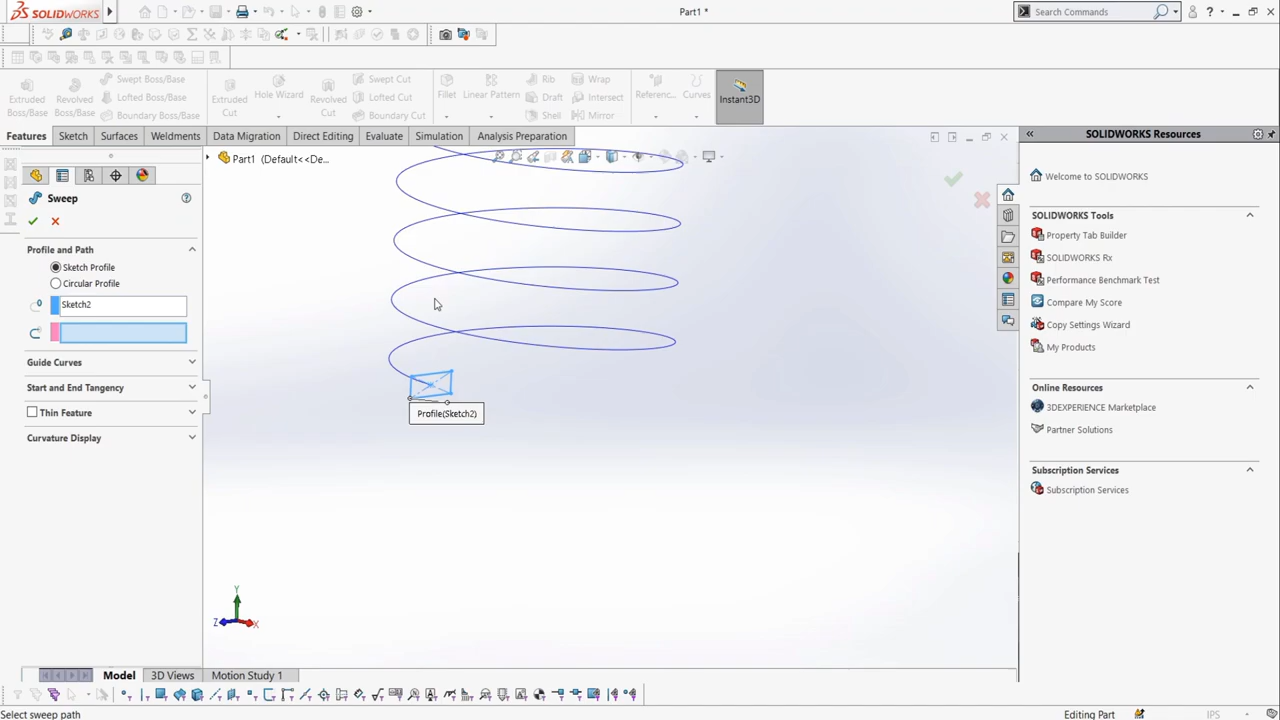 SOLIDWORKS
Part1 *
Search Commands
Extruded Boss/Base
Revolved Boss/Base
Swept Boss/Base
Lofted Boss/Base
Boundary Boss/Base
Extruded Cut
Hole Wizard
Revolved Cut
Swept Cut
Lofted Cut
Boundary Cut
Fillet
Linear Pattern
Rib
Draft
Shell
Wrap
Intersect
Mirror
Referenc...
Curves
Instant3D
Features
Sketch
Surfaces
Weldments
Data Migration
Direct Editing
Evaluate
Simulation
Analysis Preparation
Part1 (Default<<De...
Sweep
Profile and Path
Sketch Profile
Circular Profile
Sketch2
Guide Curves
Start and End Tangency
Thin Feature
Curvature Display
Profile(Sketch2)
Y
Z
X
SOLIDWORKS Resources
Welcome to SOLIDWORKS
SOLIDWORKS Tools
Property Tab Builder
SOLIDWORKS Rx
Performance Benchmark Test
Compare My Score
Copy Settings Wizard
My Products
Online Resources
3DEXPERIENCE Marketplace
Partner Solutions
Subscription Services
Subscription Services
Model
3D Views
Motion Study 1
Select sweep path
Editing Part
IPS